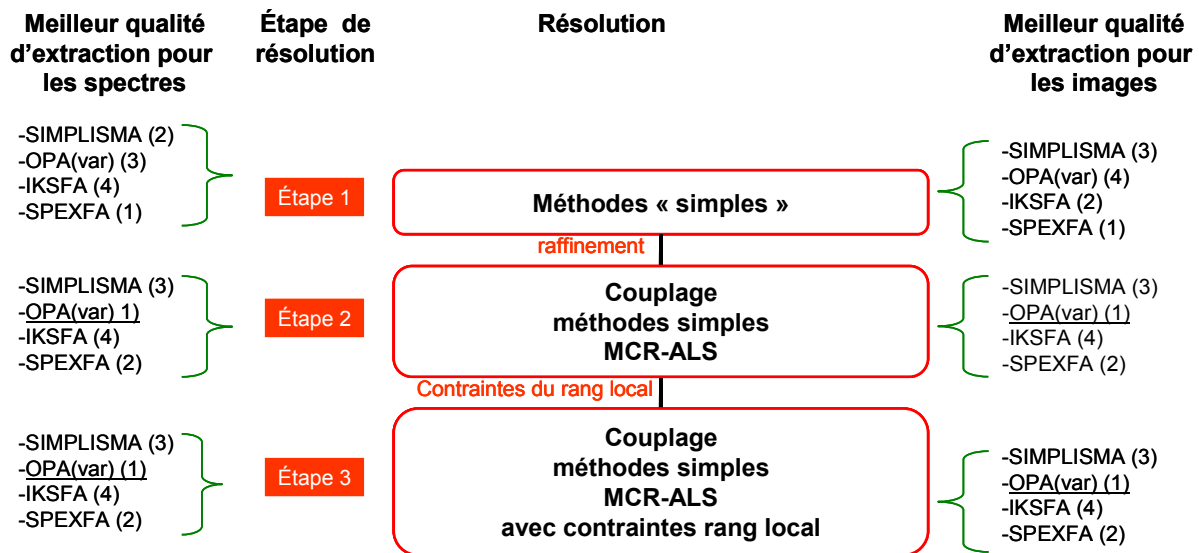 Meilleur qualité
d'extraction pour
les spectres
Étape de
résolution
Résolution
Meilleur qualité
d'extraction pour
les images
-SIMPLISMA (2)
-OPA(var) (3)
-IKSFA (4)
-SPEXFA (1)
Étape 1
Méthodes « simples »
-SIMPLISMA (3)
-OPA(var) (4)
-IKSFA (2)
-SPEXFA (1)
raffinement
-SIMPLISMA (3)
-OPA(var) 1)
-IKSFA (4)
-SPEXFA (2)
Étape 2
Couplage
méthodes simples
MCR-ALS
-SIMPLISMA (3)
-OPA(var) (1)
-IKSFA (4)
-SPEXFA (2)
Contraintes du rang local
-SIMPLISMA (3)
-OPA(var) (1)
-IKSFA (4)
-SPEXFA (2)
Étape 3
Couplage
méthodes simples
MCR-ALS
avec contraintes rang local
-SIMPLISMA (3)
-OPA(var) (1)
-IKSFA (4)
-SPEXFA (2)